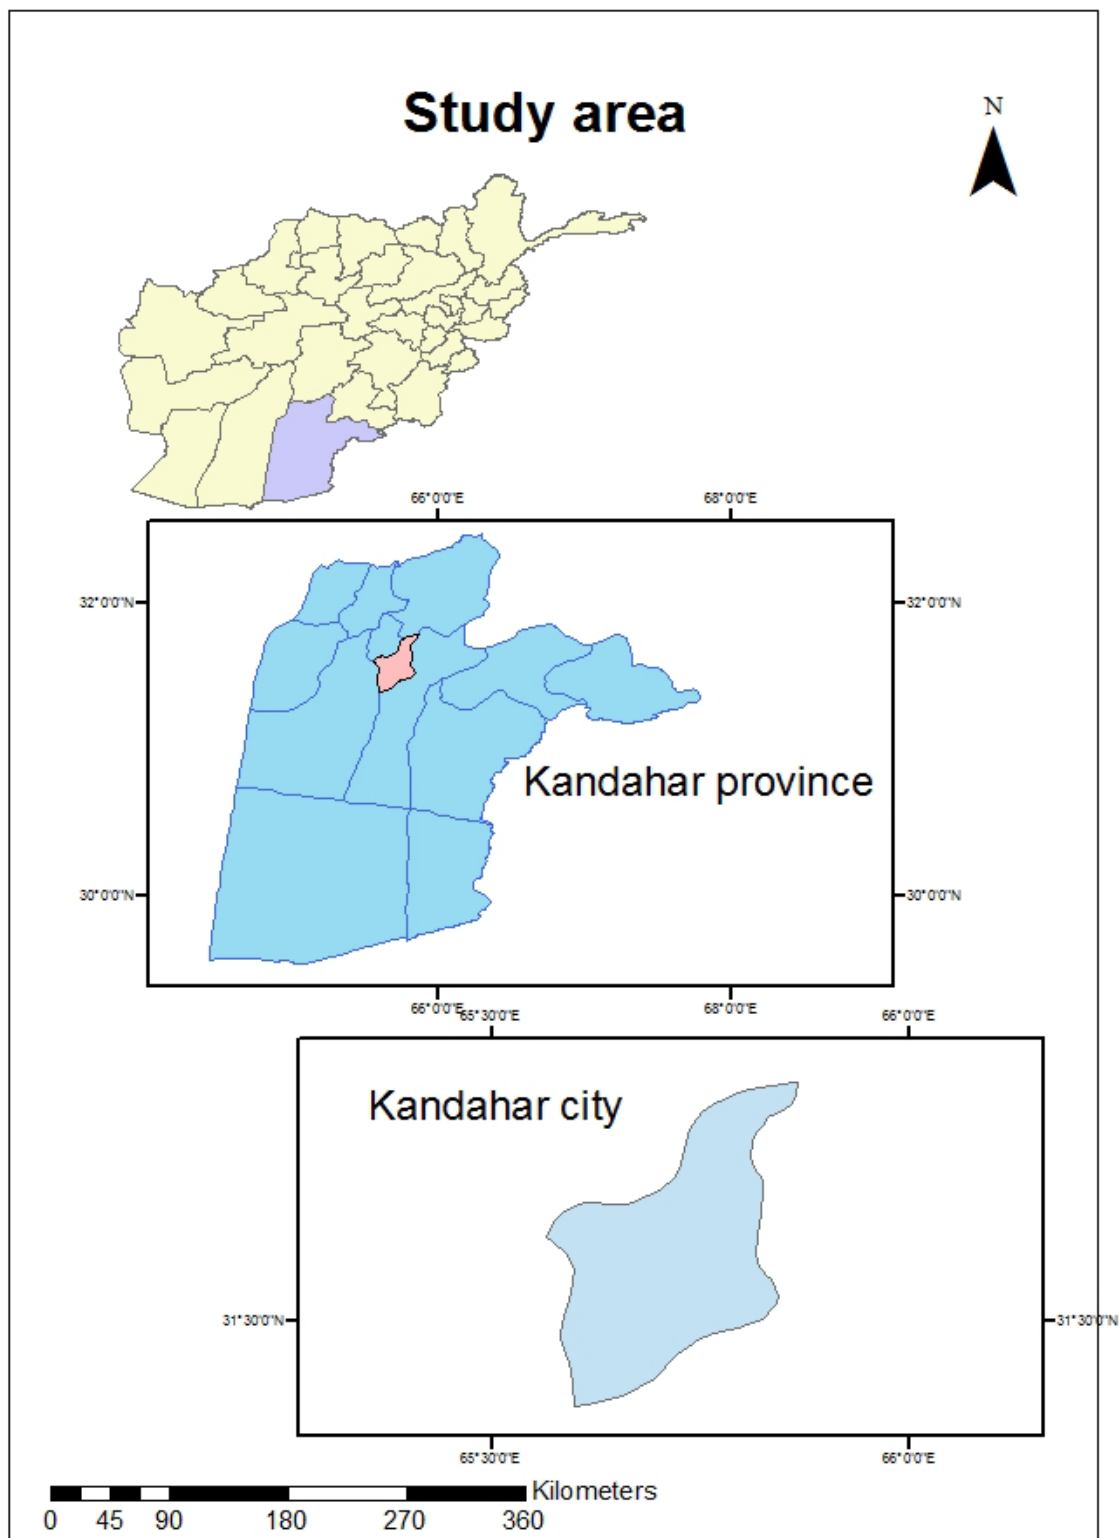 Study area
N
66°0'0"E 68°0'0"E
32°0'0"N 32°0'0"N
Kandahar province
30°0'0"N 30°0'0"N
66°0'0"E 65°30'0"E 68°0'0"E 66°0'0"E
Kandahar city
31°30'0"N 31°30'0"N
65°30'0"E 66°0'0"E
Kilometers
0 45 90 180 270 360